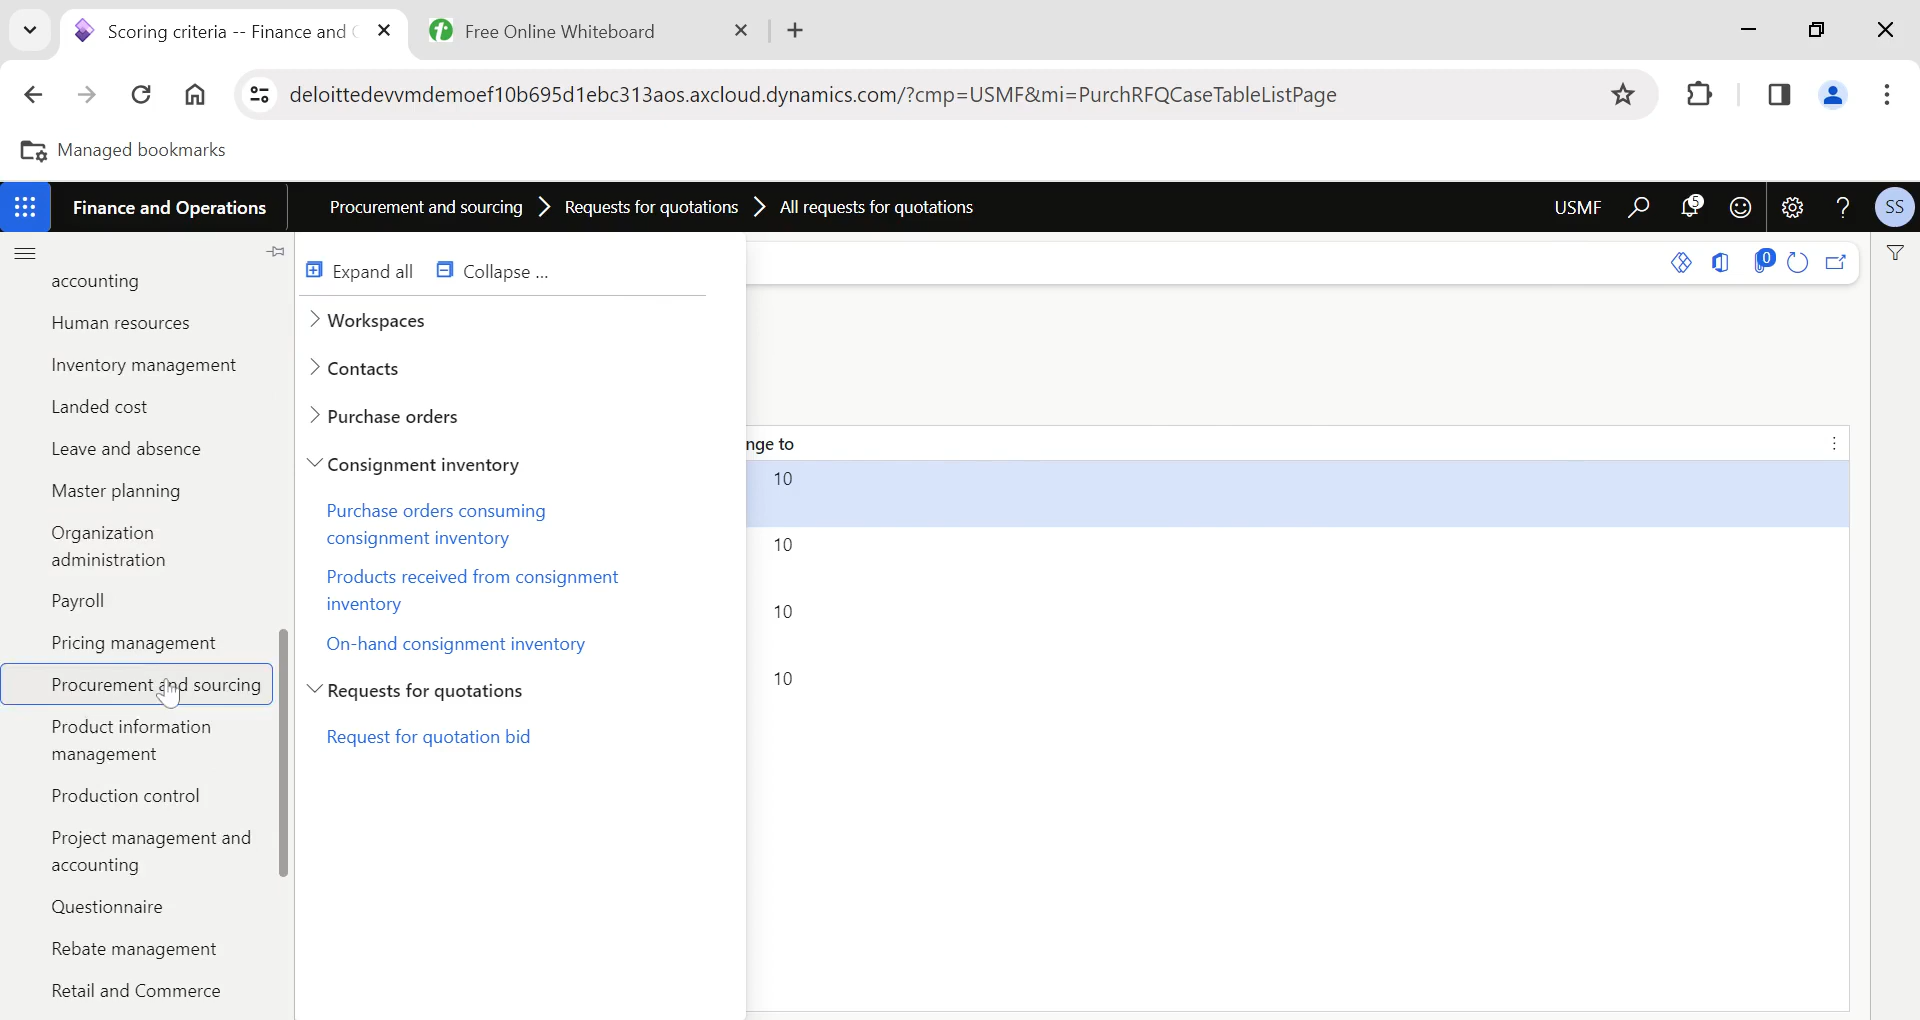 Scoring criteria -- Finance and
Free Online Whiteboard
deloittedevvmdemoef10b695d1ebc313aos.axcloud.dynamics.com/?cmp=USMF&mi=PurchRFQCaseTableListPage
Managed bookmarks
Finance and Operations
Procurement and sourcing
Requests for quotations
All requests for quotations
USMF
5
SS
Expand all
Collapse ...
0
accounting
Human resources
Inventory management
Landed cost
Leave and absence
Master planning
Organization
administration
Payroll
Pricing management
Procurement and sourcing
Product information
management
Production control
Project management and
accounting
Questionnaire
Rebate management
Retail and Commerce
Workspaces
Contacts
Purchase orders
Consignment inventory
Purchase orders consuming
consignment inventory
Products received from consignment
inventory
On-hand consignment inventory
Requests for quotations
Request for quotation bid
nge to
10
10
10
10